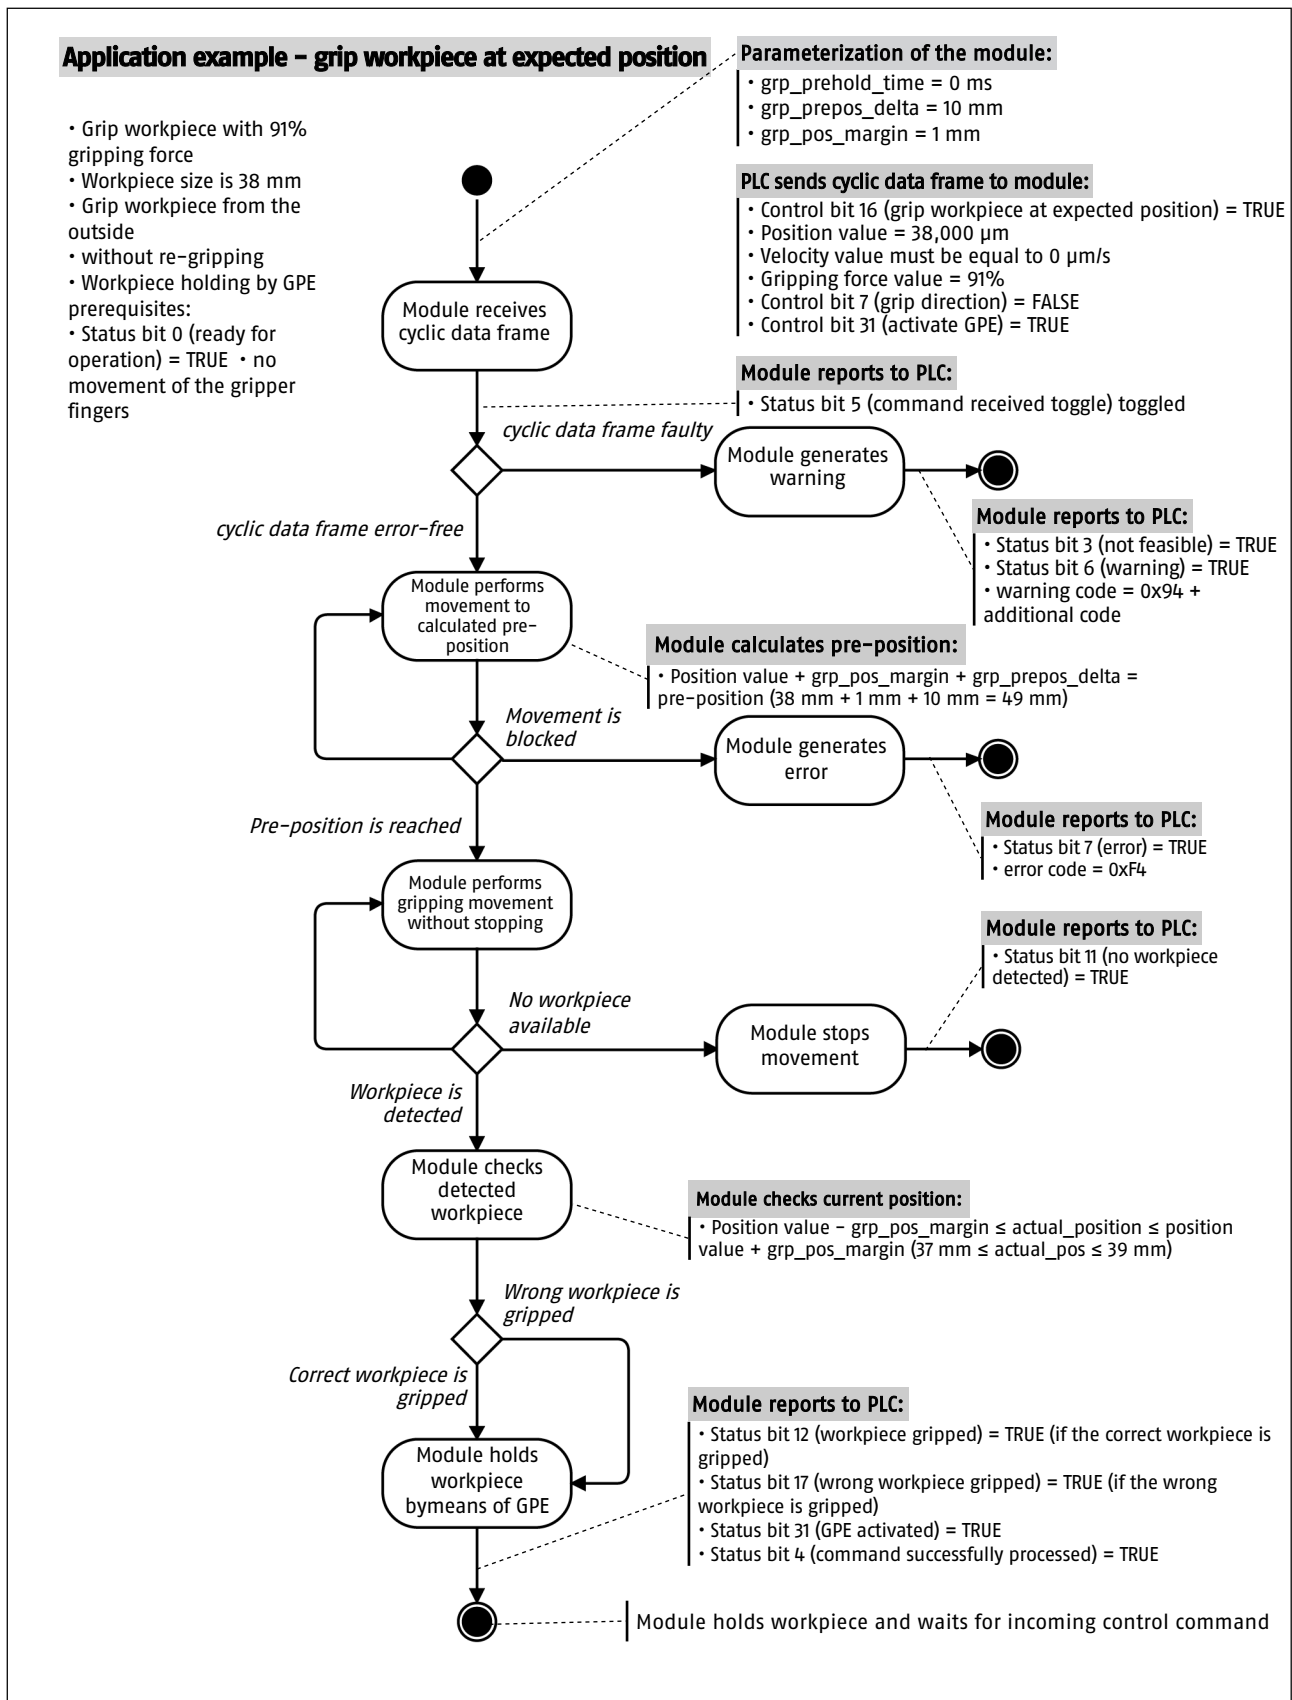 Application example – grip workpiece at expected position
• Grip workpiece with 91%
gripping force
• Workpiece size is 38 mm
• Grip workpiece from the
outside
• without re-gripping
• Workpiece holding by GPE
prerequisites:
• Status bit 0 (ready for
operation) = TRUE • no
movement of the gripper
fingers
Parameterization of the module:
• grp_prehold_time = 0 ms
• grp_prepos_delta = 10 mm
• grp_pos_margin = 1 mm
PLC sends cyclic data frame to module:
• Control bit 16 (grip workpiece at expected position) = TRUE
• Position value = 38,000 µm
• Velocity value must be equal to 0 µm/s
• Gripping force value = 91%
• Control bit 7 (grip direction) = FALSE
• Control bit 31 (activate GPE) = TRUE
Module receives
cyclic data frame
Module reports to PLC:
• Status bit 5 (command received toggle) toggled
cyclic data frame faulty
Module generates
warning
Module reports to PLC:
• Status bit 3 (not feasible) = TRUE
• Status bit 6 (warning) = TRUE
• warning code = 0x94 +
additional code
cyclic data frame error-free
Module performs
movement to
calculated pre-
position
Module calculates pre-position:
• Position value + grp_pos_margin + grp_prepos_delta =
pre-position (38 mm + 1 mm + 10 mm = 49 mm)
Movement is
blocked
Module generates
error
Module reports to PLC:
• Status bit 7 (error) = TRUE
• error code = 0xF4
Pre-position is reached
Module performs
gripping movement
without stopping
Module reports to PLC:
• Status bit 11 (no workpiece
detected) = TRUE
No workpiece
available
Module stops
movement
Workpiece is
detected
Module checks
detected
workpiece
Module checks current position:
• Position value - grp_pos_margin ≤ actual_position ≤ position
value + grp_pos_margin (37 mm ≤ actual_pos ≤ 39 mm)
Wrong workpiece is
gripped
Correct workpiece is
gripped
Module holds
workpiece
bymeans of GPE
Module reports to PLC:
• Status bit 12 (workpiece gripped) = TRUE (if the correct workpiece is
gripped)
• Status bit 17 (wrong workpiece gripped) = TRUE (if the wrong
workpiece is gripped)
• Status bit 31 (GPE activated) = TRUE
• Status bit 4 (command successfully processed) = TRUE
Module holds workpiece and waits for incoming control command